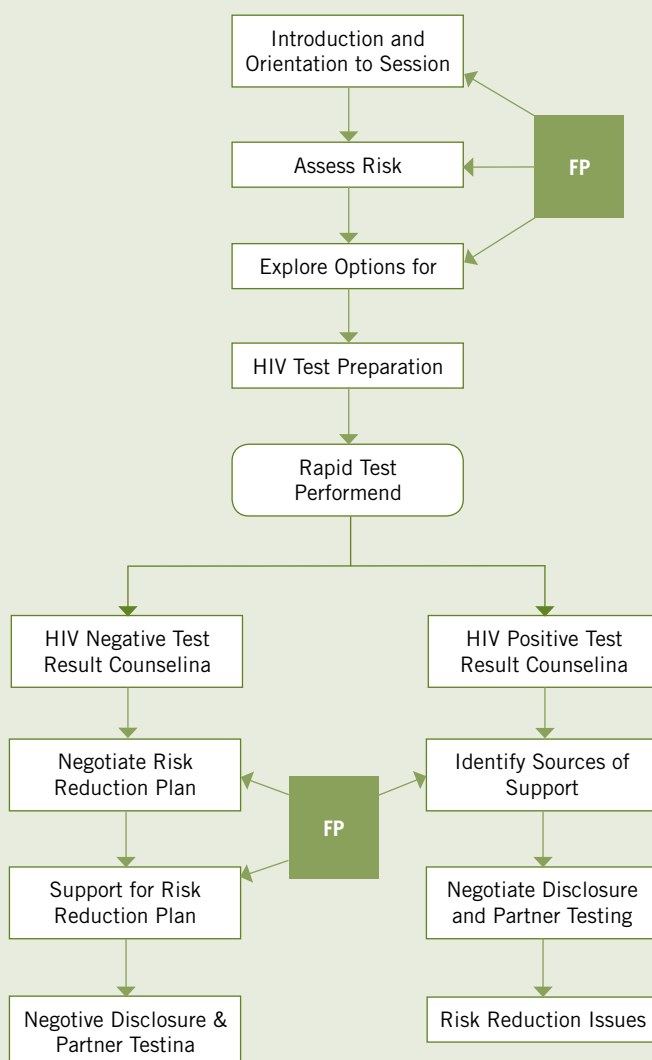 Introduction and
Orientation to Session
FP
Assess Risk
Explore Options for
HIV Test Preparation
Rapid Test
Performend
HIV Negative Test
Result Counselina
HIV Positive Test
Result Counselina
Negotiate Risk
Reduction Plan
FP
Identify Sources of
Support
Support for Risk
Reduction Plan
Negotiate Disclosure
and Partner Testing
Negotive Disclosure &
Partner Testina
Risk Reduction Issues